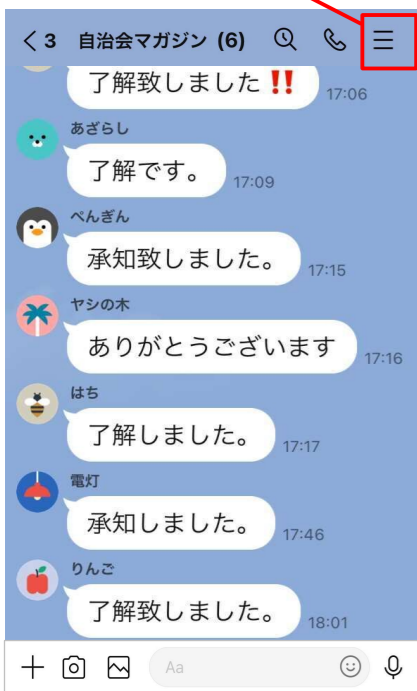 3 自治会マガジン (6)
了解致しました‼️
17:06
あざらし
了解です。
17:09
ぺんぎん
承知致しました。
17:15
ヤシの木
ありがとうございます
17:16
はち
了解しました。
17:17
電灯
承知しました。
17:46
りんご
了解致しました。
18:01
Aa